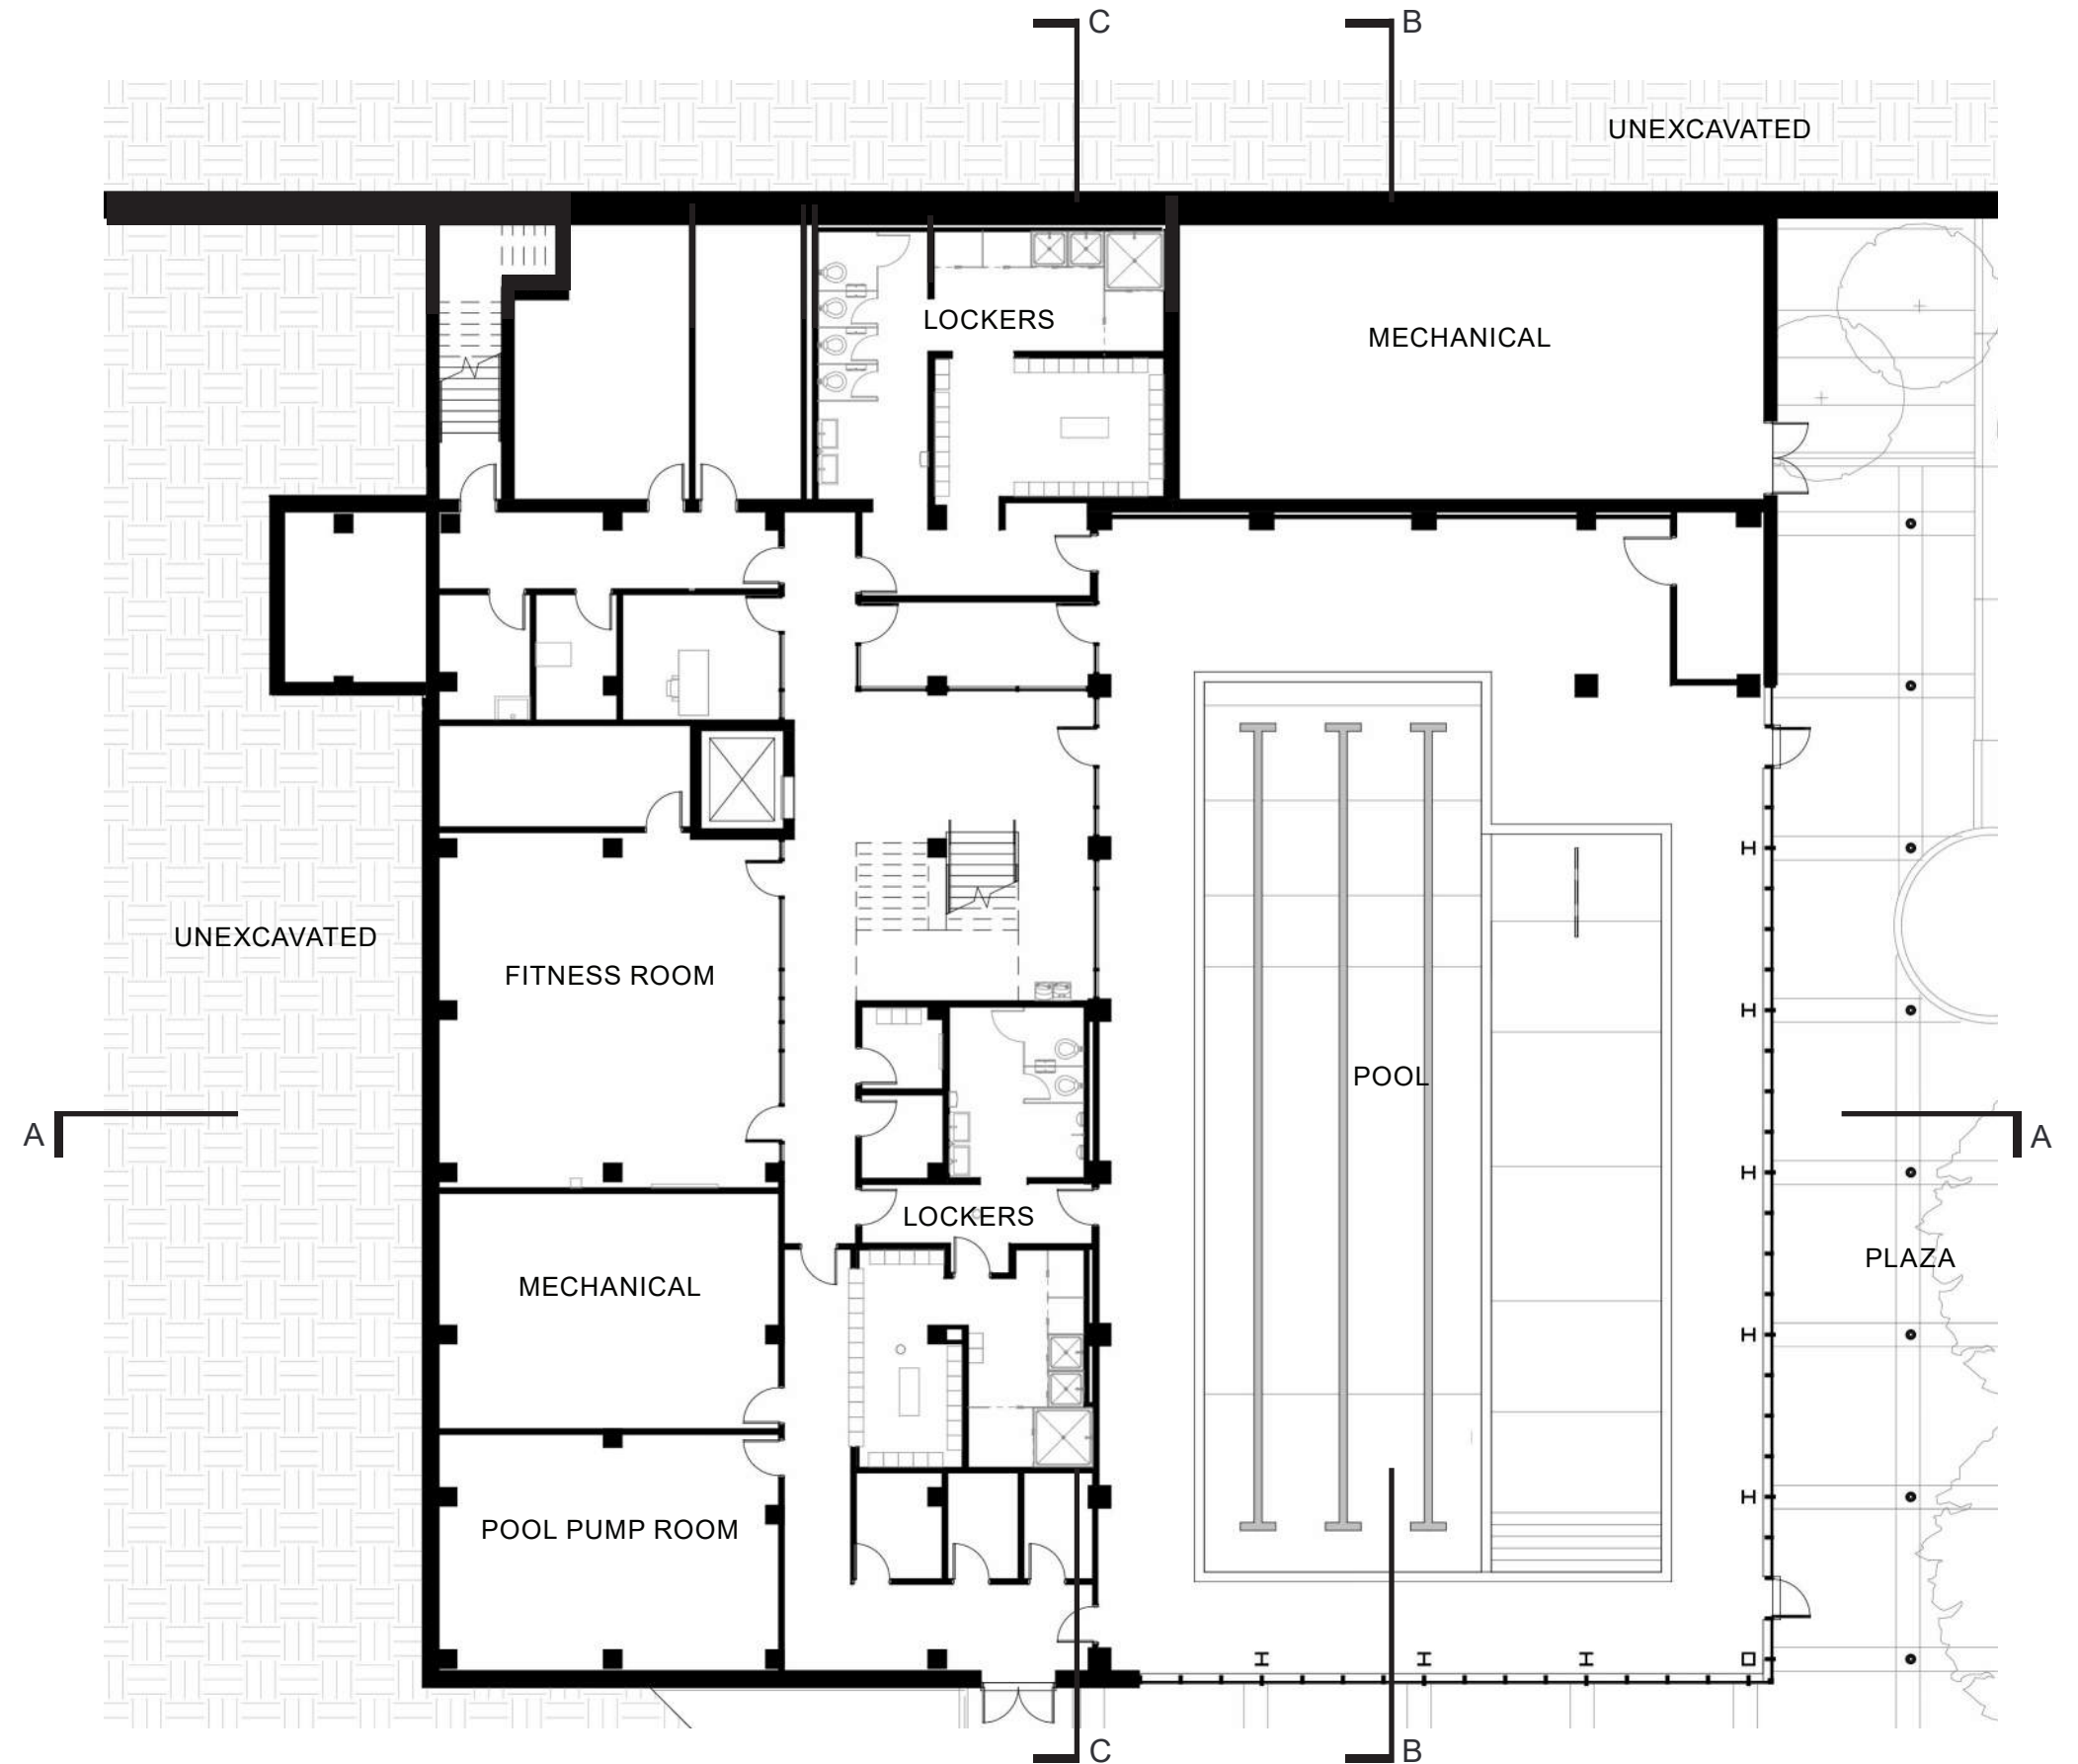 C
B
UNEXCAVATED
LOCKERS
MECHANICAL
UNEXCAVATED
FITNESS ROOM
POOL
A
A
LOCKERS
PLAZA
MECHANICAL
POOL PUMP ROOM
C
B